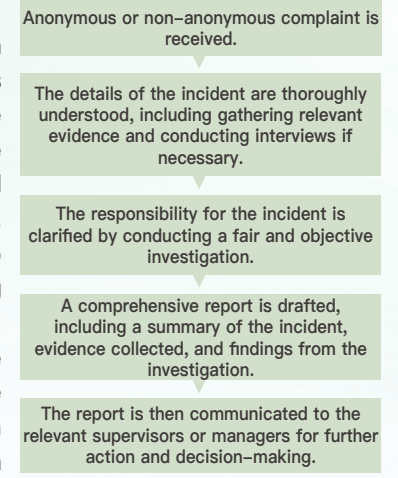 Anonymous or non-anonymous complaint is
received.
The details of the incident are thoroughly
understood, including gathering relevant
evidence and conducting interviews if
necessary.
The responsibility for the incident is
clarified by conducting a fair and objective
investigation.
A comprehensive report is drafted,
including a summary of the incident,
evidence collected, and findings from the
investigation.
The report is then communicated to the
relevant supervisors or managers for further
action and decision-making.